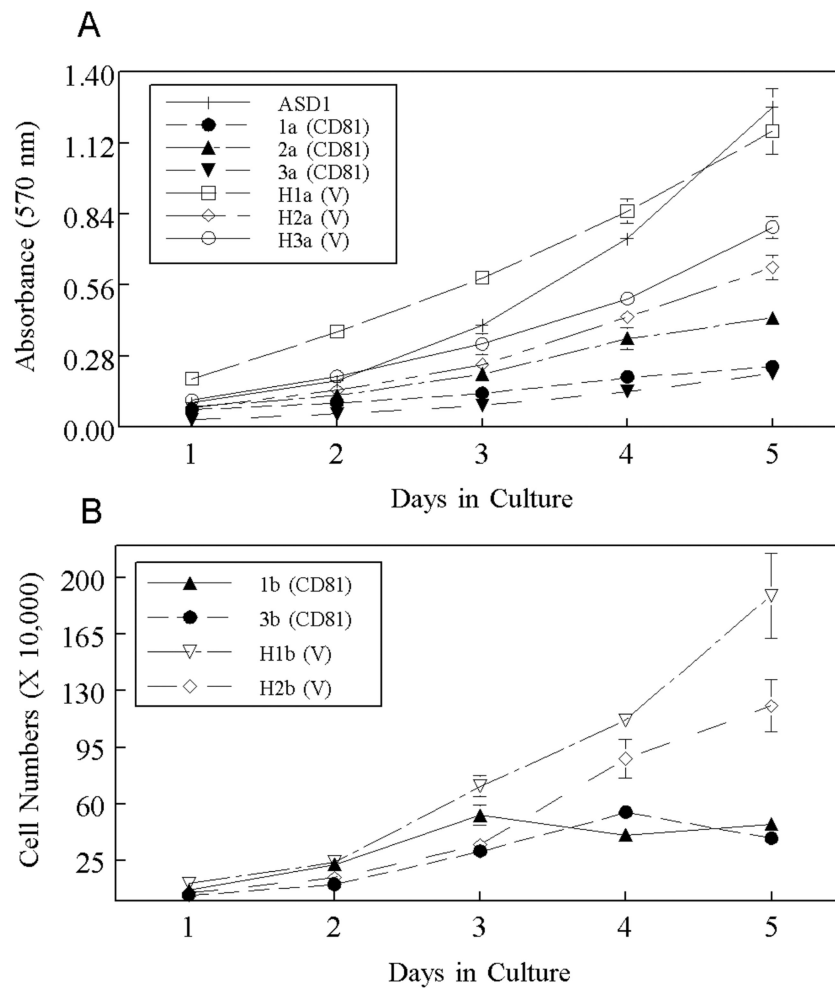 A
Absorbance (570 nm)
1.40
1.12
0.84
0.56
0.28
0.00
ASD1
1a (CD81)
2a (CD81)
3a (CD81)
H1a (V)
H2a (V)
H3a (V)
1 2 3 4 5
Days in Culture
B
Cell Numbers (X 10,000)
200
165
130
95
60
25
1b (CD81)
3b (CD81)
H1b (V)
H2b (V)
1 2 3 4 5
Days in Culture